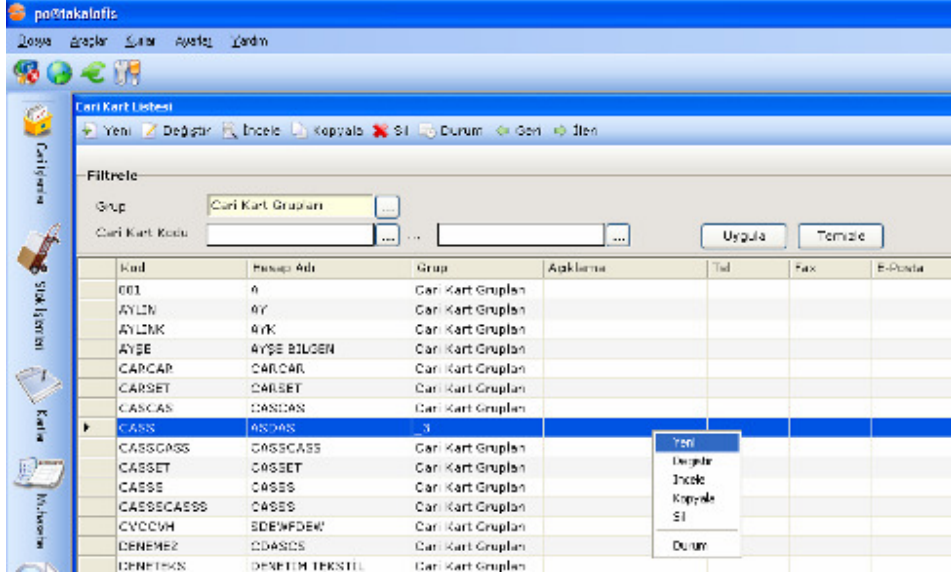 Dosya Araçlar Kurlar Ayarlar Yardım
Cari Kart Listesi
Yeni Değiştir İncele Kopyala Sil Durum Geri İleri
Filtrele
Grup Cari Kart Grupları ...
Cari Kart Kodu ... ... ...
Uygula Temizle
Kod Hesap Adı Grup Açıklama Tel Fax E-Posta
001 A Cari Kart Grupları
AYLIN AY Cari Kart Grupları
AYLINK AYK Cari Kart Grupları
AYŞE AYŞE BILGEN Cari Kart Grupları
CARCAR CARCAR Cari Kart Grupları
CARSET CARSET Cari Kart Grupları
CASCAS CASCAS Cari Kart Grupları
CASS ASDAS _3
CASSCASS CASSCASS Cari Kart Grupları
CASSET CASSET Cari Kart Grupları
CASSS CASSS Cari Kart Grupları
CASSSCASSS CASSS Cari Kart Grupları
CVCCVH SDEWFDEW Cari Kart Grupları
DENEME2 CDASCS Cari Kart Grupları
DENETEKS DENETIM TEKSTİL Cari Kart Grupları
Yeni
Değiştir
İncele
Kopyala
Sil
Durum
Cari İşlemler
Stok İşlemleri
Kartlar
Muhasebe